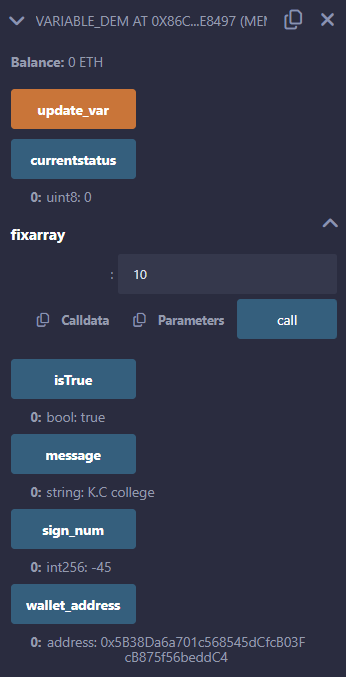 VARIABLE_DEM AT 0X86C...E8497 (MEM
Balance: 0 ETH
update_var
currentstatus
0: uint8: 0
fixarray
: 10
Calldata Parameters call
isTrue
0: bool: true
message
0: string: K.C college
sign_num
0: int256: -45
wallet_address
0: address: 0x5B38Da6a701c568545dCfcB03F
cB875f56beddC4